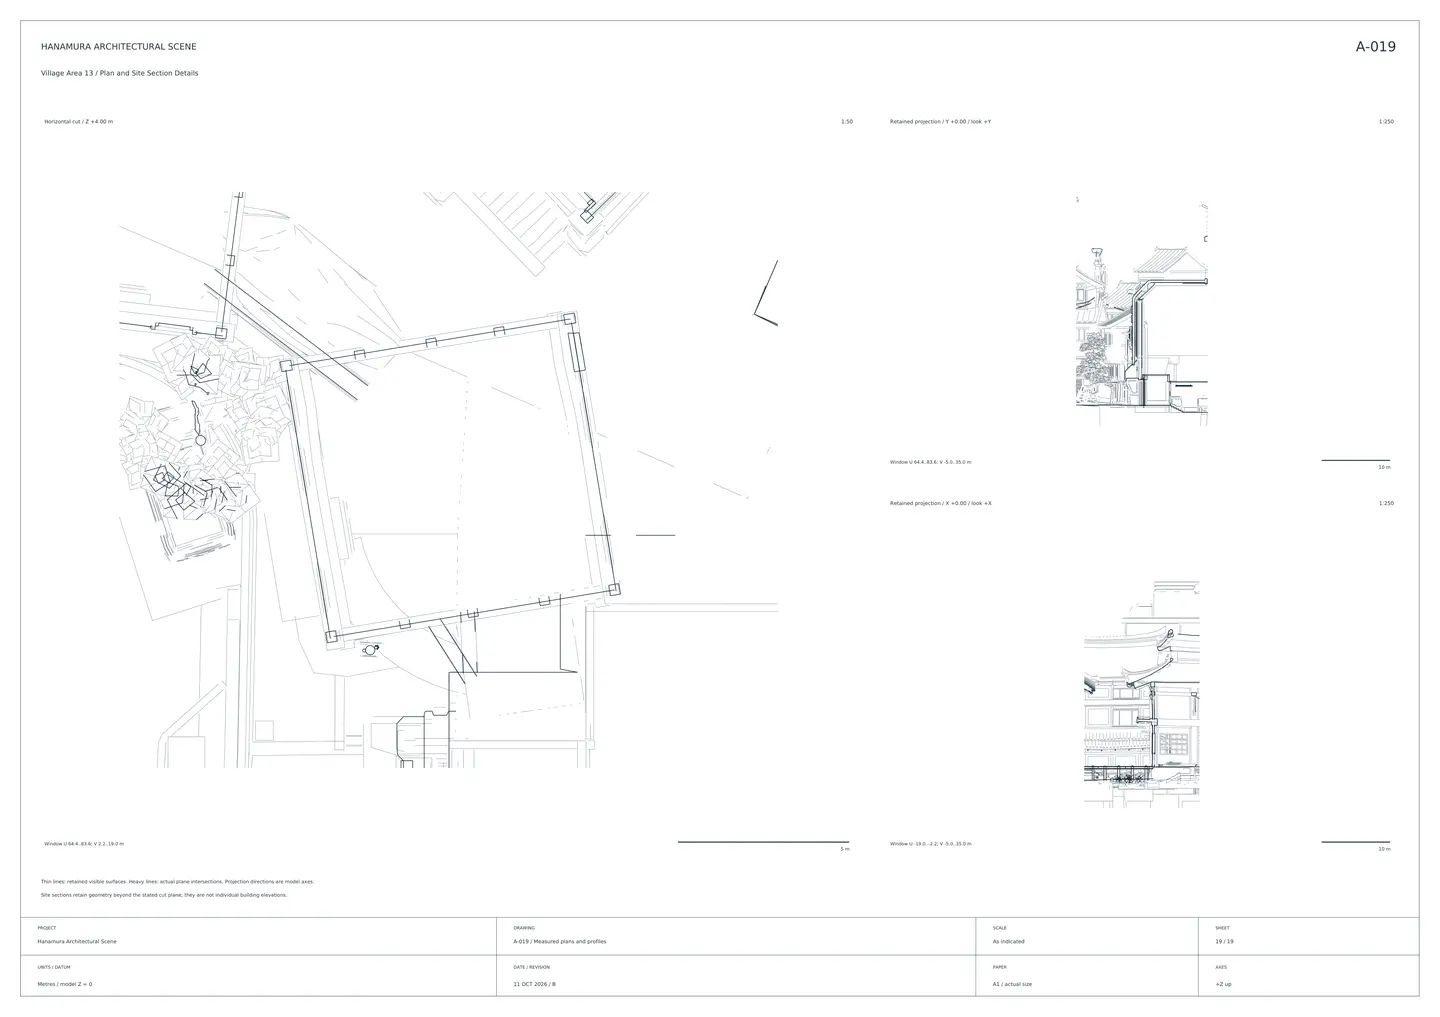 HANAMURA ARCHITECTURAL SCENE
A-019
Village Area 13 / Plan and Site Section Details
Horizontal cut / Z +4.00 m
1:50
Retained projection / Y +0.00 / look +Y
1:250
Window U 64.4..83.6; V -5.0..35.0 m
10 m
Retained projection / X +0.00 / look +X
1:250
Window U 64.4..83.6; V 2.2..19.0 m
5 m
Window U -19.0..-2.2; V -5.0..35.0 m
10 m
Thin lines: retained visible surfaces. Heavy lines: actual plane intersections. Projection directions are model axes.
Site sections retain geometry beyond the stated cut plane; they are not individual building elevations.
PROJECT
Hanamura Architectural Scene
DRAWING
A-019 / Measured plans and profiles
SCALE
As indicated
SHEET
19 / 19
UNITS / DATUM
Metres / model Z = 0
DATE / REVISION
11 OCT 2026 / B
PAPER
A1 / actual size
AXES
+Z up